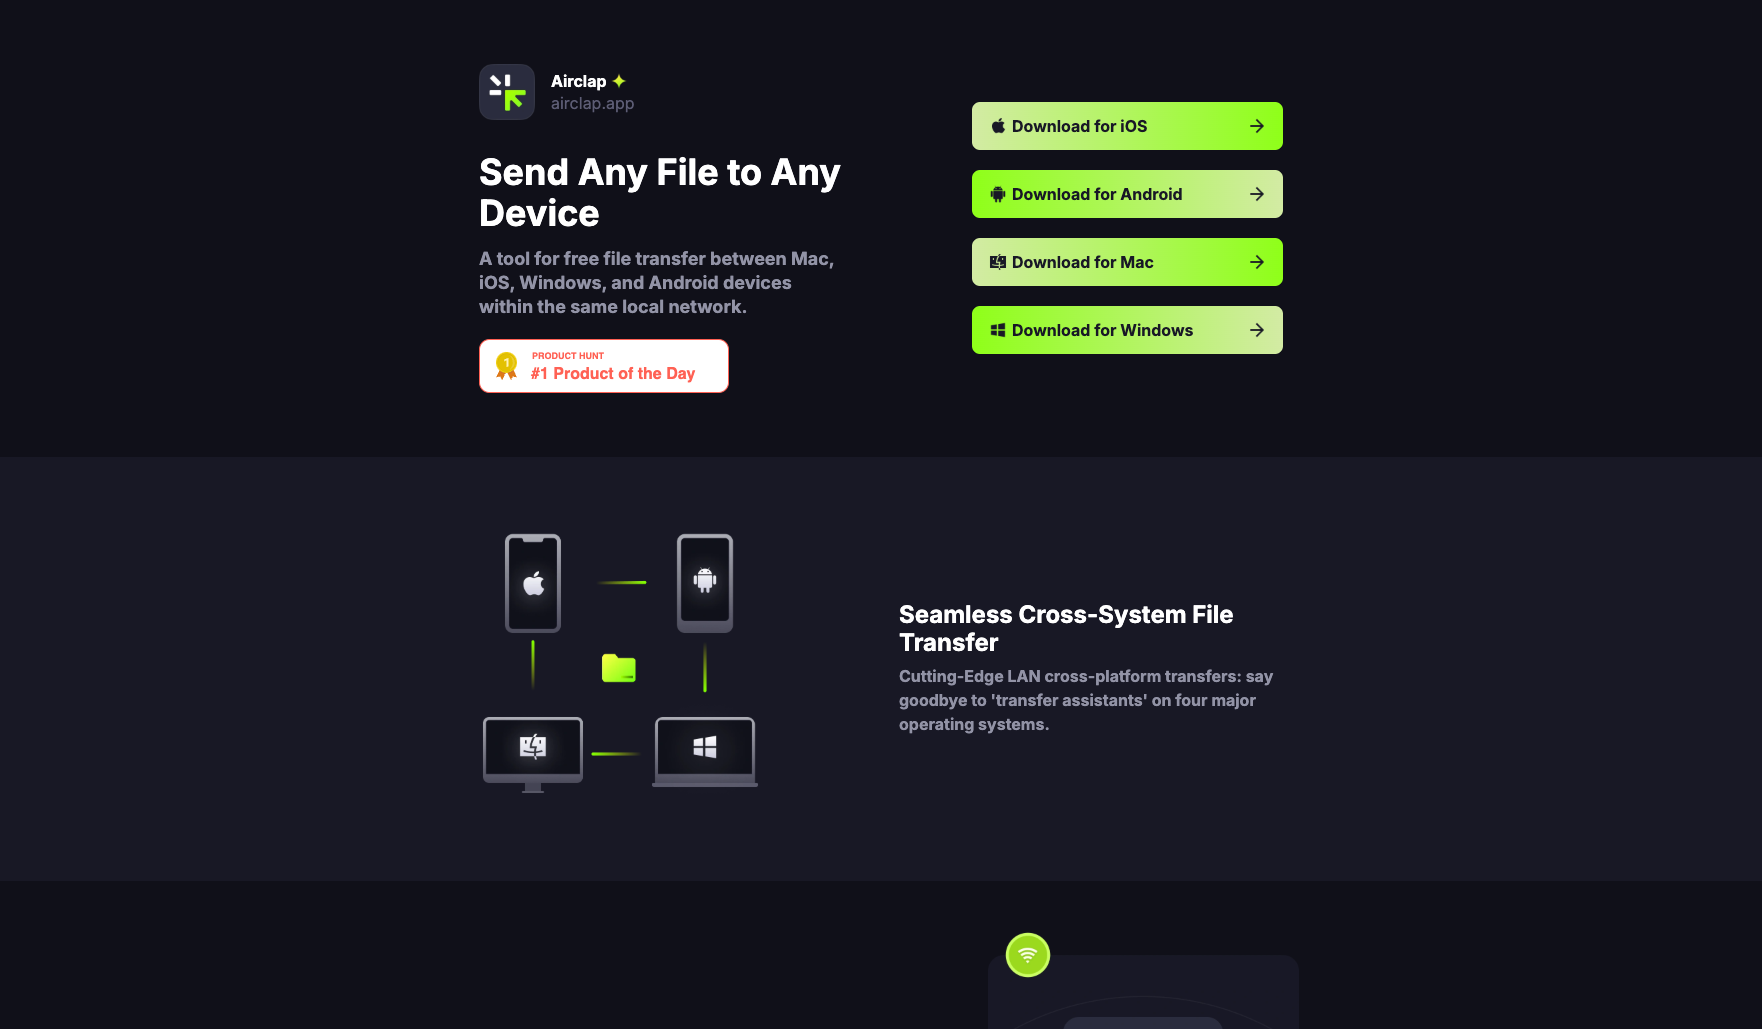 Airclap
airclap.app
Send Any File to Any
Device
A tool for free file transfer between Mac,
iOS, Windows, and Android devices
within the same local network.
1
PRODUCT HUNT
#1 Product of the Day
Download for iOS
Download for Android
Download for Mac
Download for Windows
Seamless Cross-System File
Transfer
Cutting-Edge LAN cross-platform transfers: say
goodbye to 'transfer assistants' on four major
operating systems.